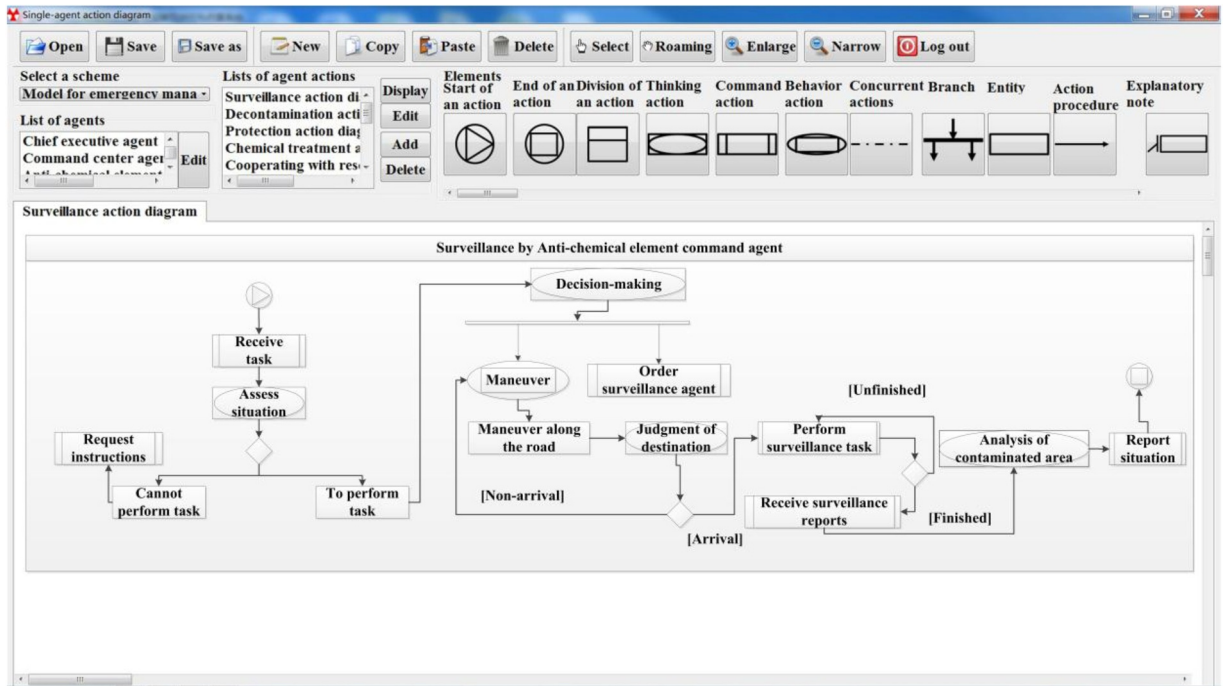 Single-agent action diagram
Open Save Save as New Copy Paste Delete Select Roaming Enlarge Narrow Log out
Select a scheme
Model for emergency mana
List of agents
Chief executive agent
Command center agen
Edit
Lists of agent actions
Surveillance action di
Decontamination acti
Protection action diag
Chemical treatment a
Cooperating with res
Display
Edit
Add
Delete
Elements
Start of
an action
End of an
action
Division of
an action
Thinking
action
Command
action
Behavior
action
Concurrent
actions
Branch
Entity
Action
procedure
Explanatory
note
Surveillance action diagram
Surveillance by Anti-chemical element command agent
Decision-making
Receive
task
Assess
situation
Request
instructions
Cannot
perform task
To perform
task
Maneuver
Order
surveillance agent
Maneuver along
the road
Judgment of
destination
[Non-arrival]
[Arrival]
[Unfinished]
Perform
surveillance task
Receive surveillance
reports
[Finished]
Analysis of
contaminated area
Report
situation